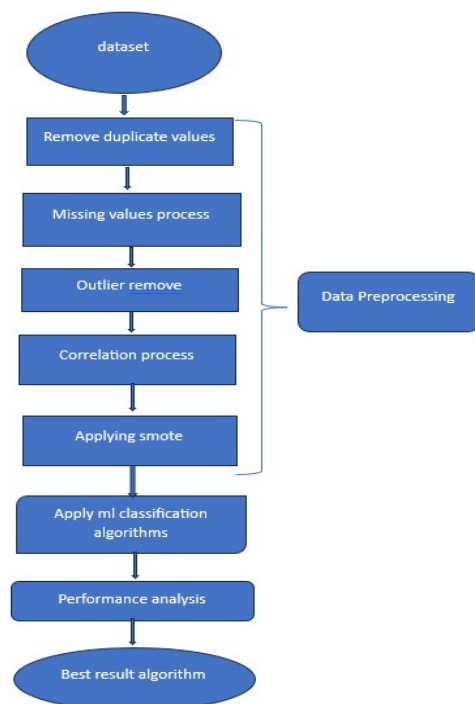 dataset
Remove duplicate values
Missing values process
Outlier remove
Data Preprocessing
Correlation process
Applying smote
Apply ml classification
algorithms
Performance analysis
Best result algorithm